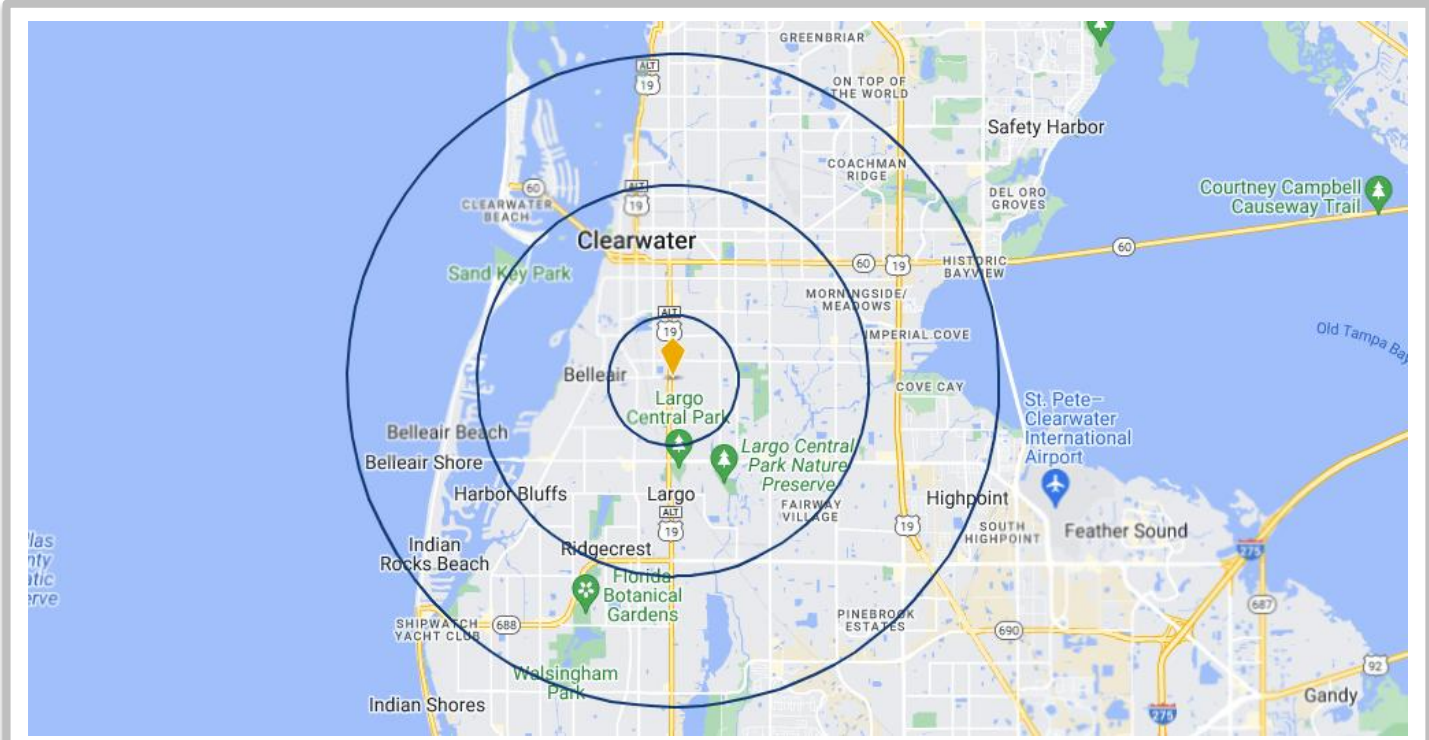 GREENBRIAR
ALT
19
ON TOP OF
THE WORLD
Safety Harbor
COACHMAN
RIDGE
Courtney Campbell
Causeway Trail
60
CLEARWATER
BEACH
ALT
19
DEL ORO
GROVES
Clearwater
60
Sand Key Park
60
19
HISTORIC
BAYVIEW
MORNINGSIDE/
MEADOWS
ALT
19
IMPERIAL COVE
Old Tampa Bay
Belleair
COVE CAY
Largo
Central Park
St. Pete–
Clearwater
International
Airport
Belleair Beach
Belleair Shore
Largo Central
Park Nature
Preserve
Harbor Bluffs
Largo
FAIRWAY
VILLAGE
Highpoint
ALT
19
19
SOUTH
HIGHPOINT
Feather Sound
Indian
Rocks Beach
Ridgecrest
275
Florida
Botanical
Gardens
687
SHIPWATCH
YACHT CLUB
688
PINEBROOK
ESTATES
690
Walsingham
Park
92
Indian Shores
Gandy
275